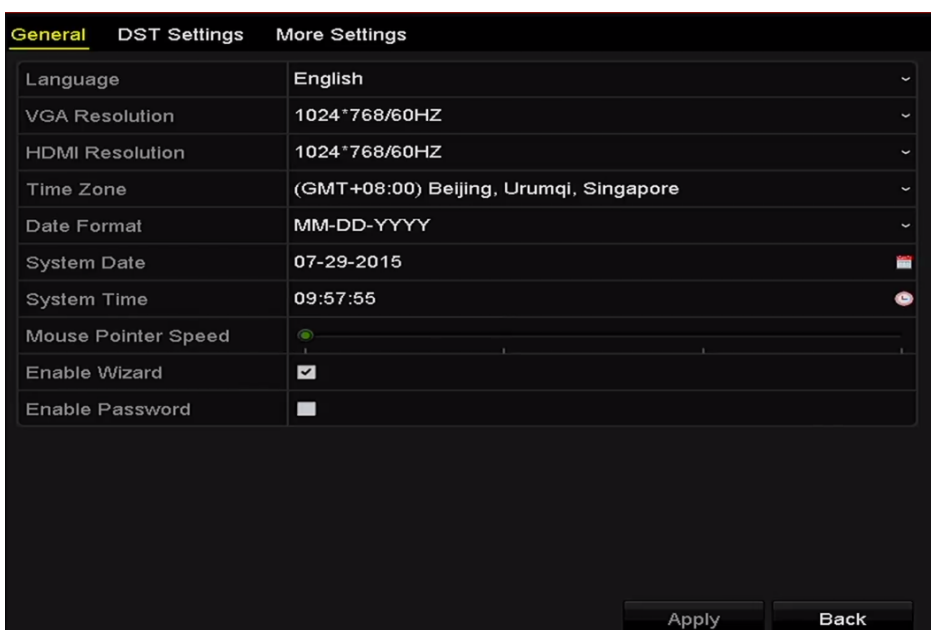 General DST Settings More Settings
Language English
VGA Resolution 1024*768/60HZ
HDMI Resolution 1024*768/60HZ
Time Zone (GMT+08:00) Beijing, Urumqi, Singapore
Date Format MM-DD-YYYY
System Date 07-29-2015
System Time 09:57:55
Mouse Pointer Speed
Enable Wizard
Enable Password
Apply Back